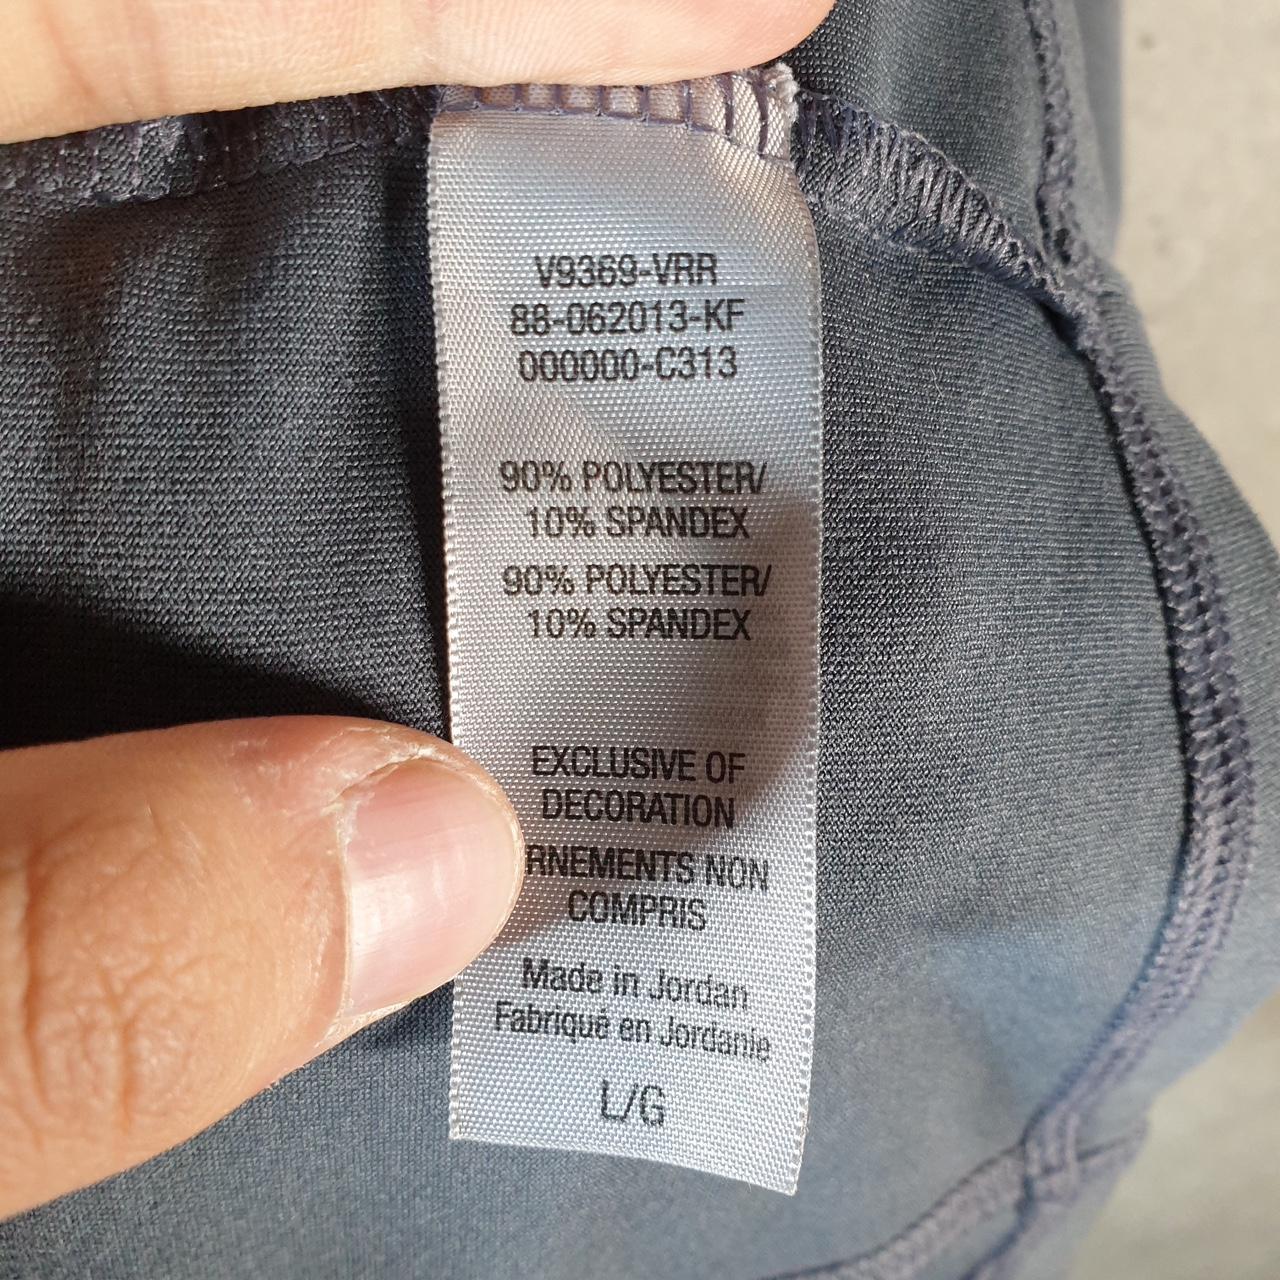 V9369-VRR
88-062013-KF
000000-C313
90% POLYESTER/
10% SPANDEX
90% POLYESTER/
10% SPANDEX
EXCLUSIVE OF
DECORATION
RNEMENTS NON
COMPRIS
Made in Jordan
Fabriqué en Jordanie
L/G